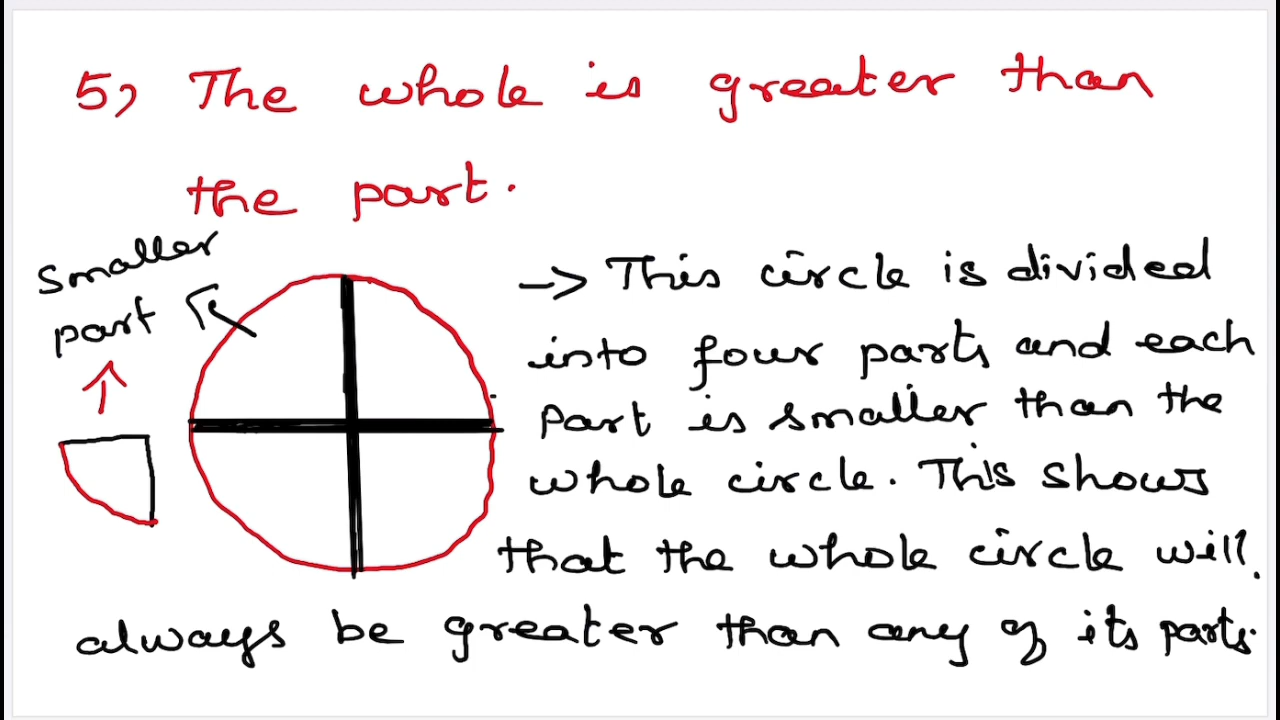 5, The whole is greater than
the part.
Smaller
part
→ This circle is divided
into four parts and each
part is smaller than the
whole circle. This shows
that the whole circle will
always be greater than any of its parts.